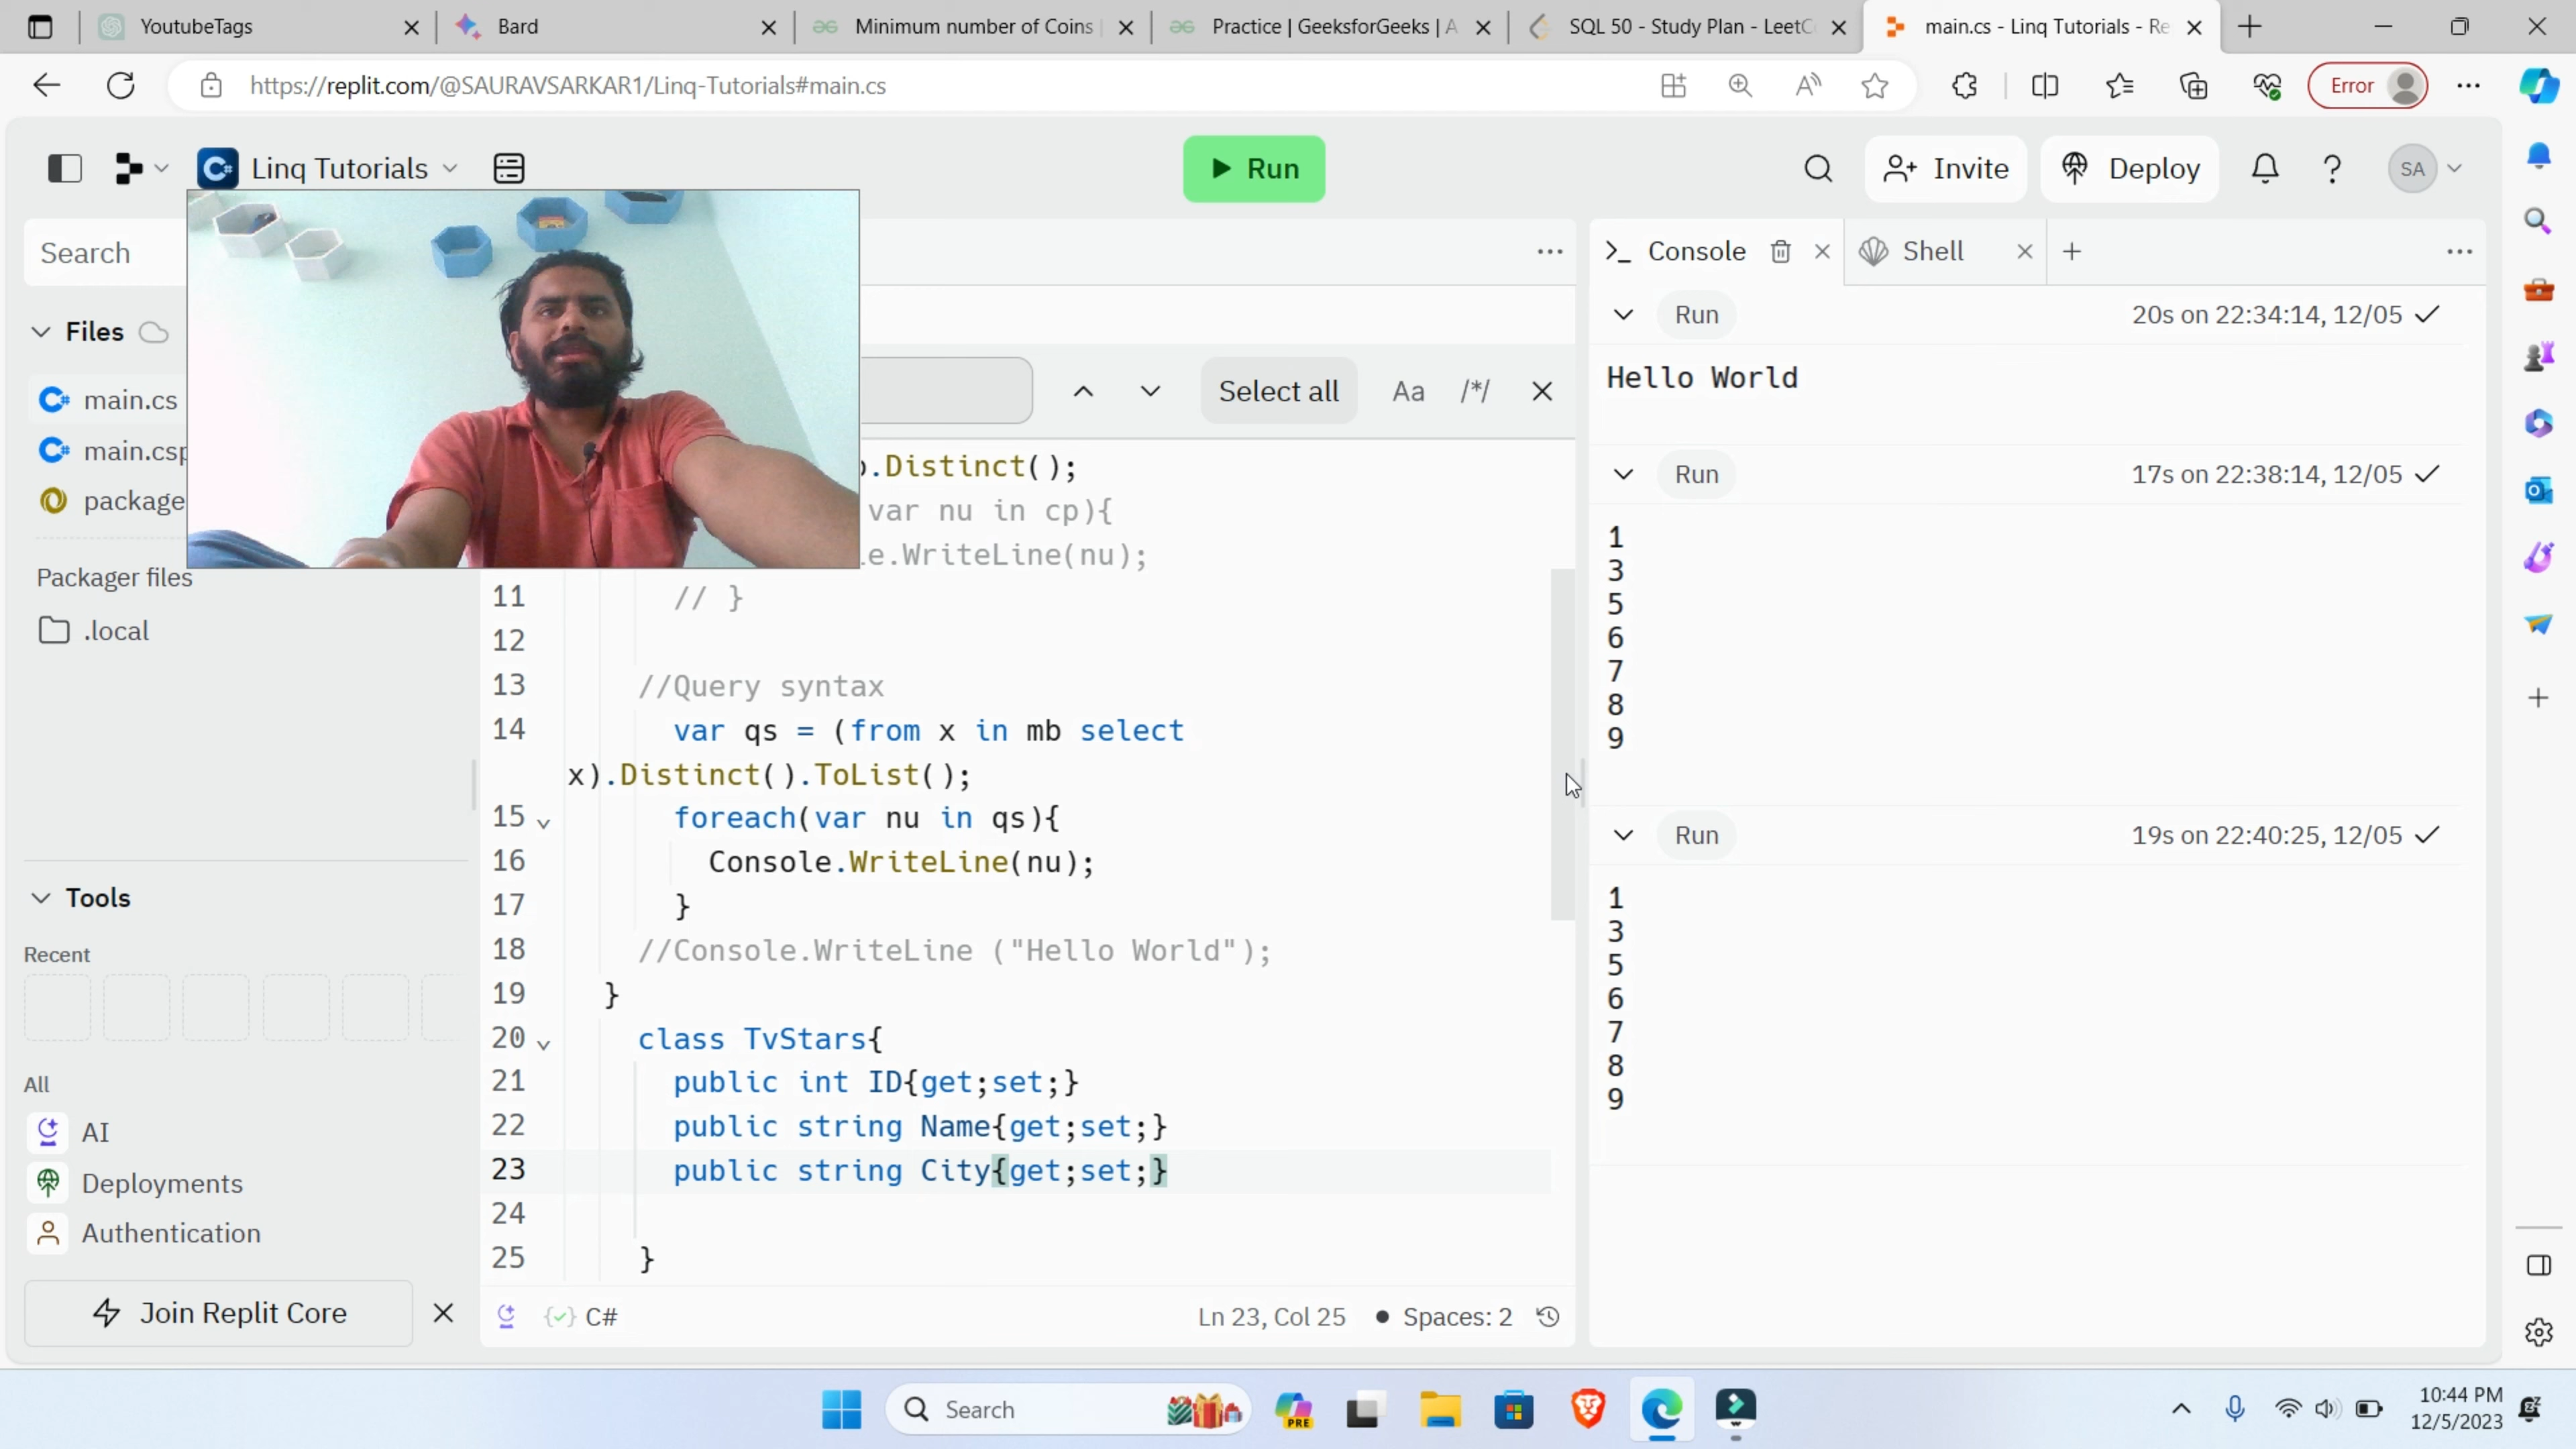 YoutubeTags
Bard
Minimum number of Coins
Practice | GeeksforGeeks | A
SQL 50 - Study Plan - LeetC
main.cs - Linq Tutorials - Re
https://replit.com/@SAURAVSARKAR1/Linq-Tutorials#main.cs
Error
Linq Tutorials
Run
Invite
Deploy
SA
Search
Files
main.cs
main.csp
package
Packager files
.local
Tools
Recent
All
AI
Deployments
Authentication
Join Replit Core
Select all
Aa
/*/
.Distinct();
var nu in cp){
le.WriteLine(nu);
11 // }
12
13 //Query syntax
14 var qs = (from x in mb select
x).Distinct().ToList();
15 foreach(var nu in qs){
16 Console.WriteLine(nu);
17 }
18 //Console.WriteLine ("Hello World");
19 }
20 class TvStars{
21 public int ID{get;set;}
22 public string Name{get;set;}
23 public string City{get;set;}
24
25 }
C#
Ln 23, Col 25
Spaces: 2
Console
Shell
Run
20s on 22:34:14, 12/05
Hello World
Run
17s on 22:38:14, 12/05
1
3
5
6
7
8
9
Run
19s on 22:40:25, 12/05
1
3
5
6
7
8
9
Search
PRE
10:44 PM
12/5/2023